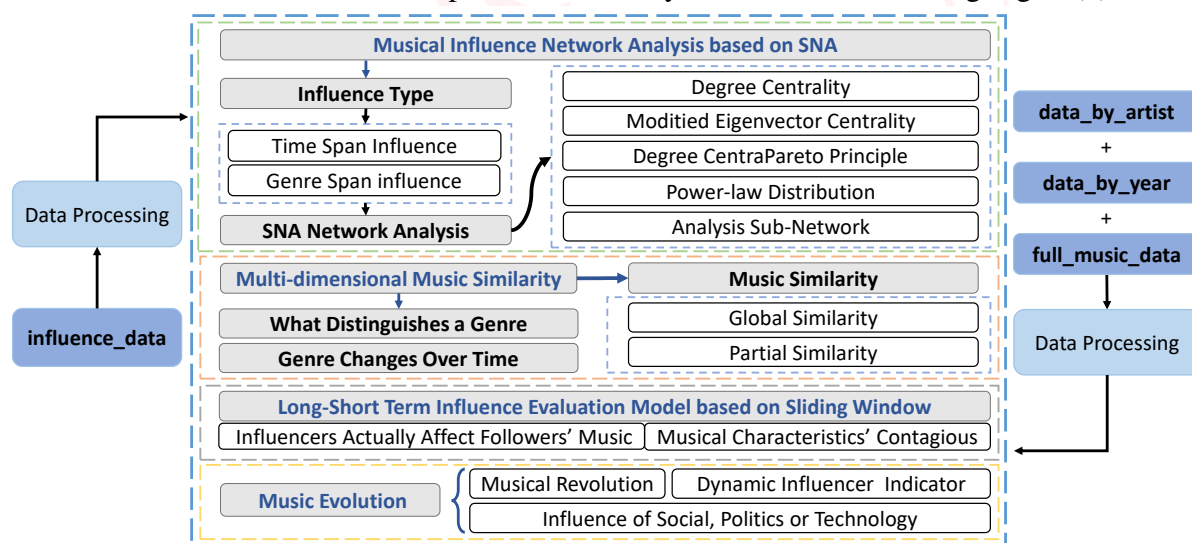 Musical Influence Network Analysis based on SNA
Influence Type
Time Span Influence
Genre Span influence
SNA Network Analysis
Degree Centrality
Moditied Eigenvector Centrality
Degree CentraPareto Principle
Power-law Distribution
Analysis Sub-Network
Data Processing
influence_data
data_by_artist
+
data_by_year
+
full_music_data
Data Processing
Multi-dimensional Music Similarity
Music Similarity
What Distinguishes a Genre
Genre Changes Over Time
Global Similarity
Partial Similarity
Long-Short Term Influence Evaluation Model based on Sliding Window
Influencers Actually Affect Followers’ Music
Musical Characteristics’ Contagious
Music Evolution
Musical Revolution
Dynamic Influencer Indicator
Influence of Social, Politics or Technology